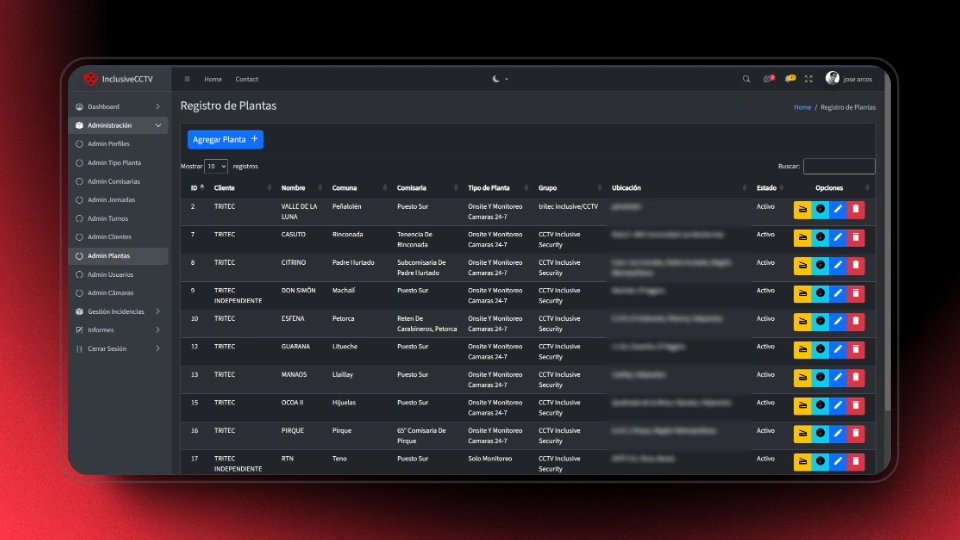 InclusiveCCTV
Home Contact
jose arcos
Dashboard
Administración
Admin Perfiles
Admin Tipo Planta
Admin Comisarias
Admin Jornadas
Admin Turnos
Admin Clientes
Admin Plantas
Admin Usuarios
Admin Cámaras
Gestión Incidencias
Informes
Cerrar Sesión
Registro de Plantas
Home / Registro de Plantas
Agregar Planta +
Mostrar 10 registros
Buscar:
ID Cliente Nombre Comuna Comisaria Tipo de Planta Grupo Ubicación Estado Opciones
2 TRITEC VALLE DE LA Peñalolén Puesto Sur Onsite Y Monitoreo tritec inclusive/CCTV Activo
LUNA Camaras 24-7
7 TRITEC CASUTO Rinconada Tenencia De Onsite Y Monitoreo CCTV Inclusive Activo
Rinconada Camaras 24-7 Security
8 TRITEC CITRINO Padre Hurtado Subcomisaria De Onsite Y Monitoreo CCTV Inclusive Activo
Padre Hurtado Camaras 24-7 Security
9 TRITEC DON SIMÓN Machalí Puesto Sur Onsite Y Monitoreo CCTV Inclusive Activo
INDEPENDIENTE Camaras 24-7 Security
10 TRITEC ESFENA Petorca Reten De Onsite Y Monitoreo CCTV Inclusive Activo
Carabineros, Petorca Camaras 24-7 Security
12 TRITEC GUARANA Litueche Puesto Sur Onsite Y Monitoreo CCTV Inclusive Activo
Camaras 24-7 Security
13 TRITEC MANAOS Llaillay Puesto Sur Onsite Y Monitoreo CCTV Inclusive Activo
Camaras 24-7 Security
15 TRITEC OCOA II Hijuelas Puesto Sur Onsite Y Monitoreo CCTV Inclusive Activo
Camaras 24-7 Security
16 TRITEC PIRQUE Pirque 65° Comisaria De Onsite Y Monitoreo CCTV Inclusive Activo
Pirque Camaras 24-7 Security
17 TRITEC RTN Teno Puesto Sur Solo Monitoreo CCTV Inclusive Activo
INDEPENDIENTE Security